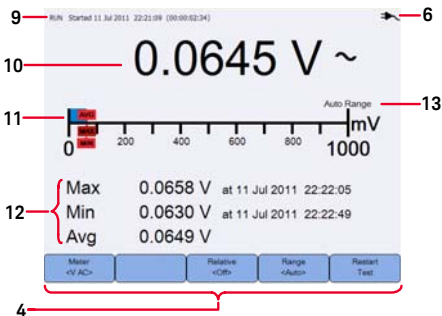 9 RUN Started 11 Jul 2011 22:21:09 (00:00:02:34) 6
10 0.0645 V ~
Auto Range 13
11 AVG
MAX
MIN
mV
0 200 400 600 800 1000
Max 0.0658 V at 11 Jul 2011 22:22:05
12 Min 0.0630 V at 11 Jul 2011 22:22:49
Avg 0.0649 V
Meter Relative Range Restart
<V AC> <Off> <Auto> Test
4